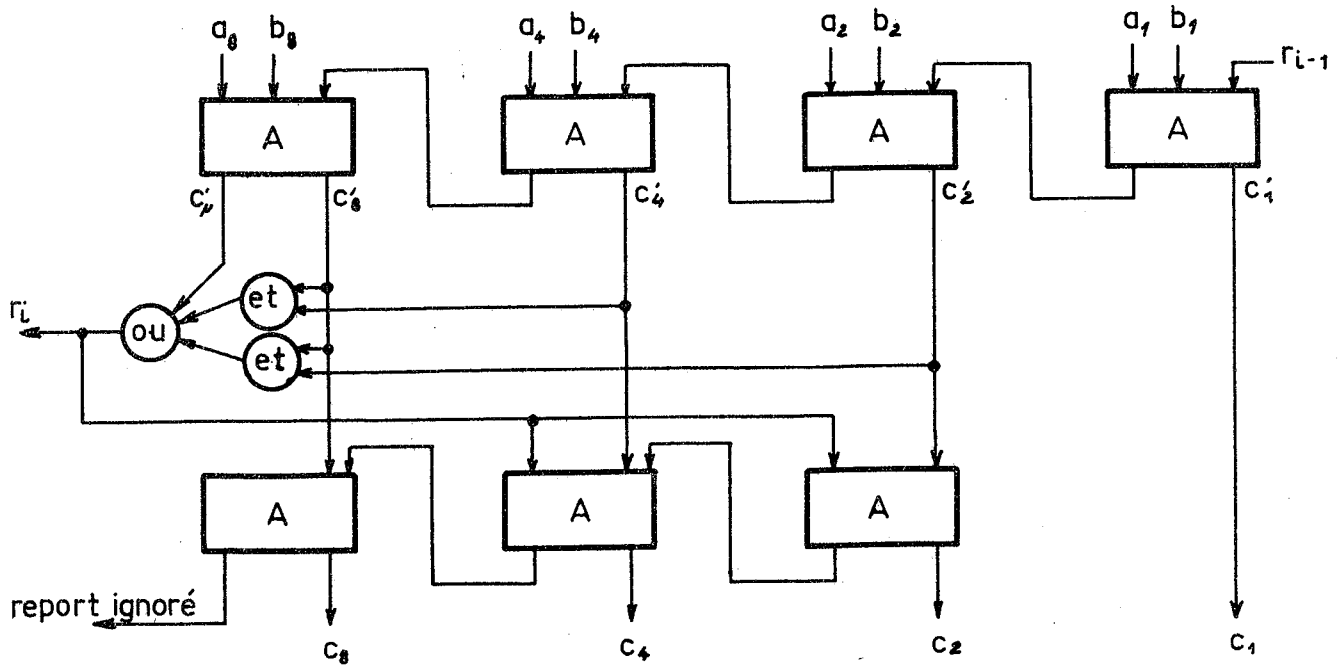 a₈ b₈ a₄ b₄ a₂ b₂ a₁ b₁ rᵢ₋₁
A A A A
c'μ c'₈ c'₄ c'₂ c'₁
et
rᵢ ou
et
A A A
report ignoré
c₈ c₄ c₂ c₁